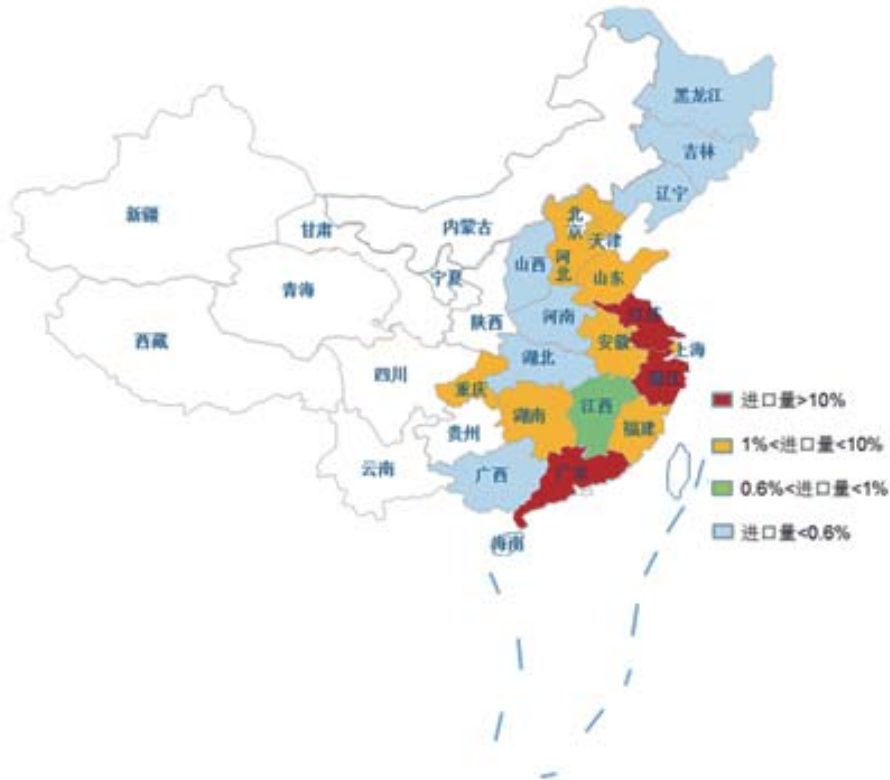 黑龙江
吉林
辽宁
新疆
甘肃
内蒙古
北京
天津
河北
山西
山东
宁夏
青海
陕西
河南
江苏
西藏
安徽
上海
四川
湖北
浙江
重庆
湖南
江西
福建
贵州
云南
广西
广东
海南
进口量>10%
1%<进口量<10%
0.6%<进口量<1%
进口量<0.6%